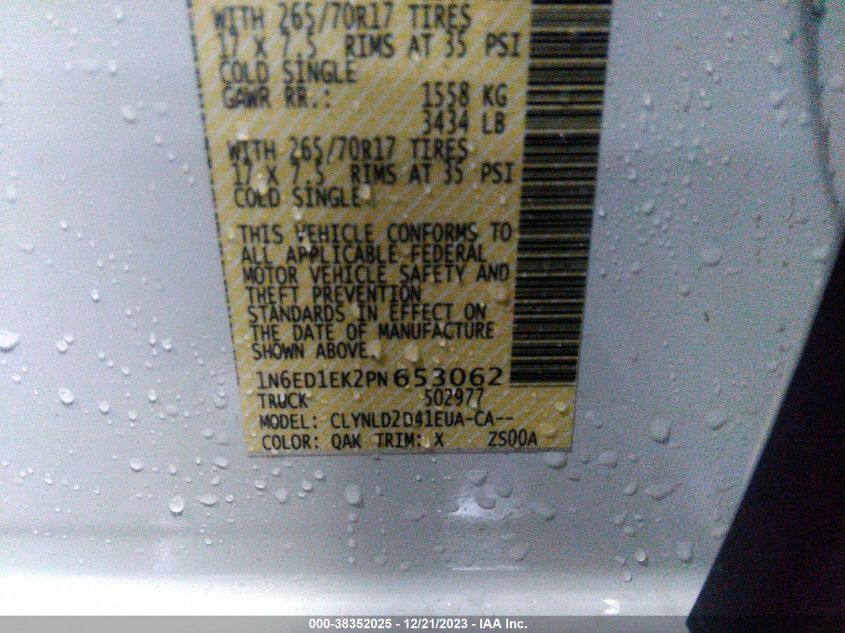 WITH 265/70R17 TIRES
17 X 7.5 RIMS AT 35 PSI
COLD SINGLE
GAWR RR.: 1558 KG
3434 LB
WITH 265/70R17 TIRES
17 X 7.5 RIMS AT 35 PSI
COLD SINGLE
THIS VEHICLE CONFORMS TO
ALL APPLICABLE FEDERAL
MOTOR VEHICLE SAFETY AND
THEFT PREVENTION
STANDARDS IN EFFECT ON
THE DATE OF MANUFACTURE
SHOWN ABOVE.
1N6ED1EK2PN653062
TRUCK 502977
MODEL: CLYNLD2D41EUA-CA--
COLOR: QAK TRIM: X ZS00A
000-38352025 - 12/21/2023 - IAA Inc.